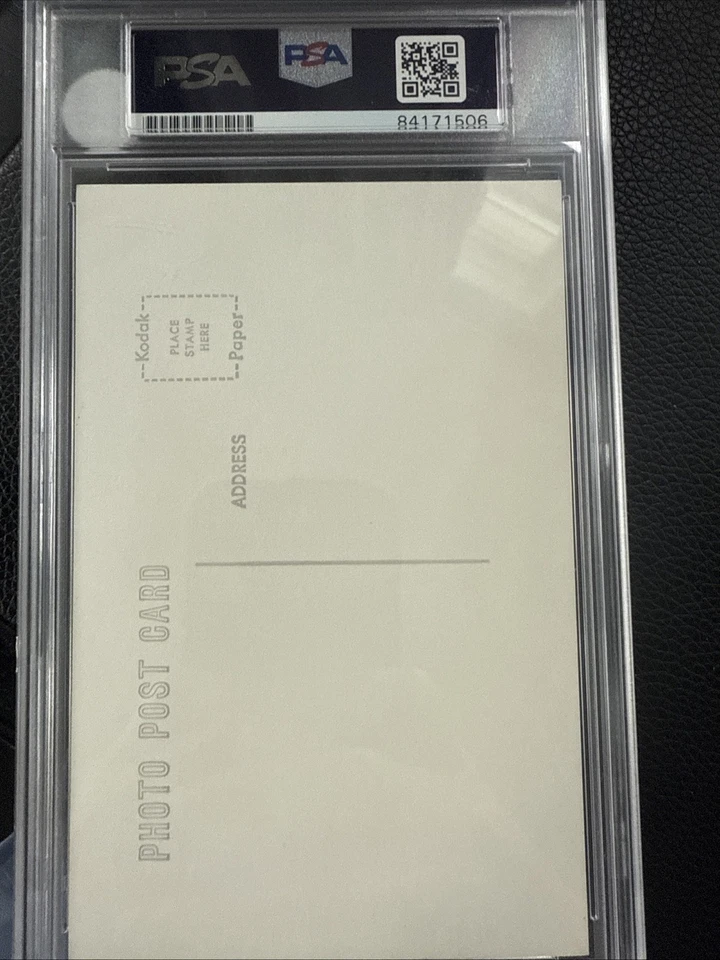 PSA
PSA
84171506
--Kodak--
PLACE
STAMP
HERE
--Paper--
ADDRESS
PHOTO POST CARD